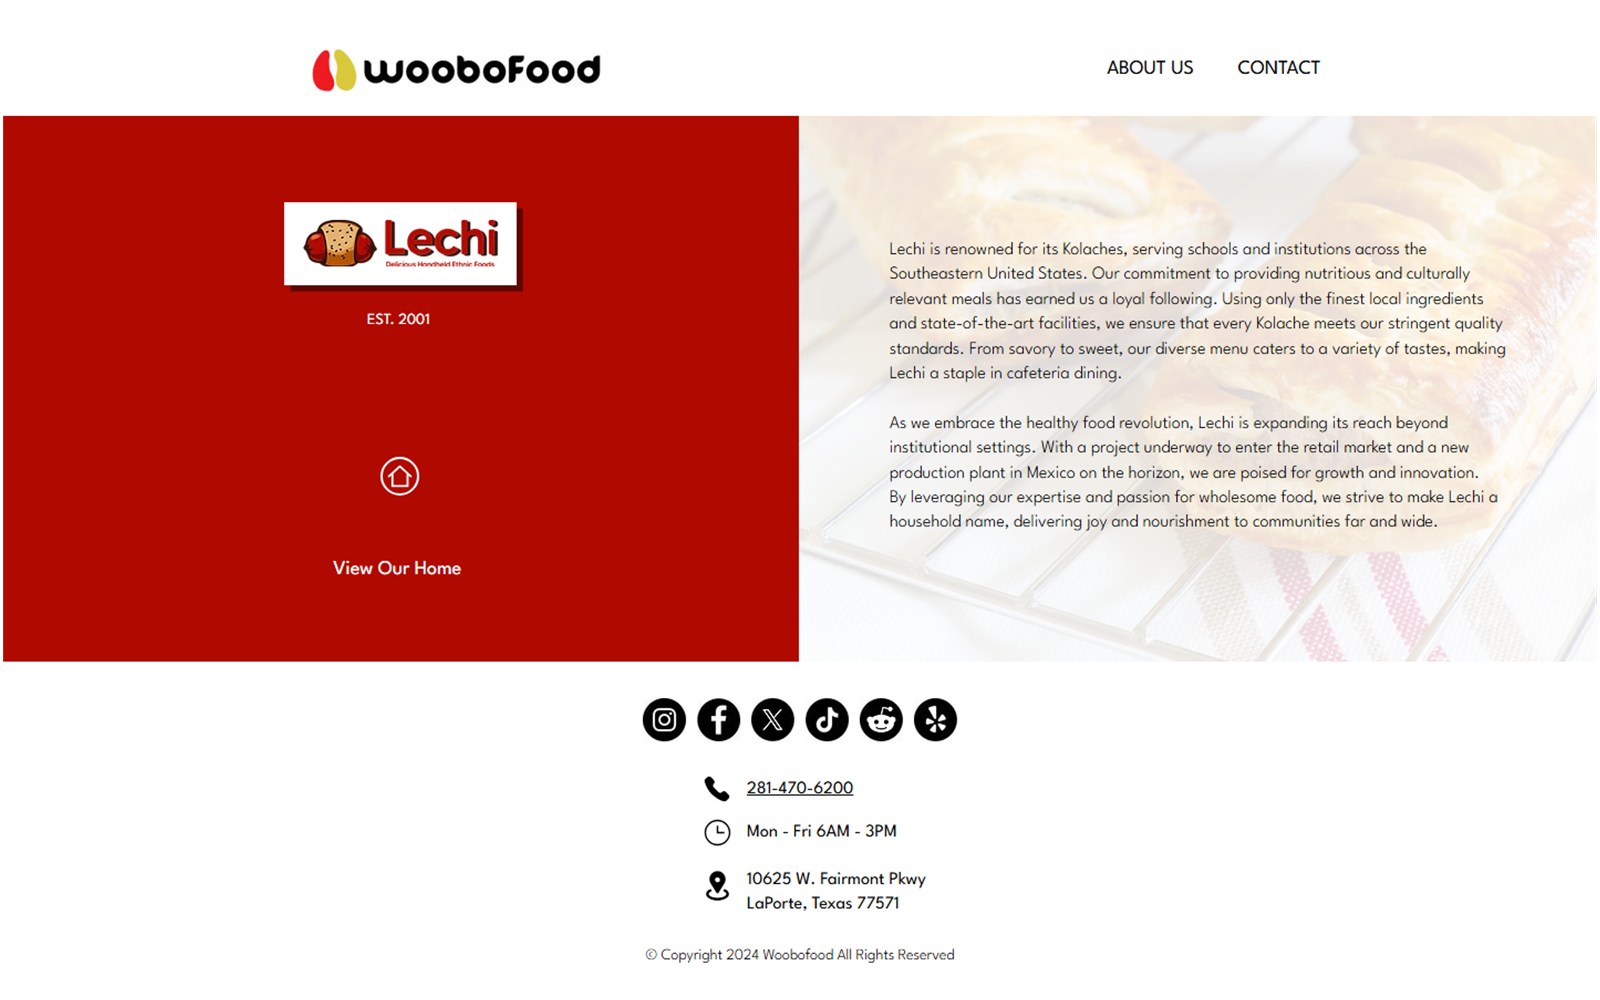 wooboFood
ABOUT US
CONTACT
Lechi
Delicious Handheld Ethnic Foods
EST. 2001
View Our Home
Lechi is renowned for its Kolaches, serving schools and institutions across the
Southeastern United States. Our commitment to providing nutritious and culturally
relevant meals has earned us a loyal following. Using only the finest local ingredients
and state-of-the-art facilities, we ensure that every Kolache meets our stringent quality
standards. From savory to sweet, our diverse menu caters to a variety of tastes, making
Lechi a staple in cafeteria dining.
As we embrace the healthy food revolution, Lechi is expanding its reach beyond
institutional settings. With a project underway to enter the retail market and a new
production plant in Mexico on the horizon, we are poised for growth and innovation.
By leveraging our expertise and passion for wholesome food, we strive to make Lechi a
household name, delivering joy and nourishment to communities far and wide.
281-470-6200
Mon - Fri 6AM - 3PM
10625 W. Fairmont Pkwy
LaPorte, Texas 77571
© Copyright 2024 Woobofood All Rights Reserved